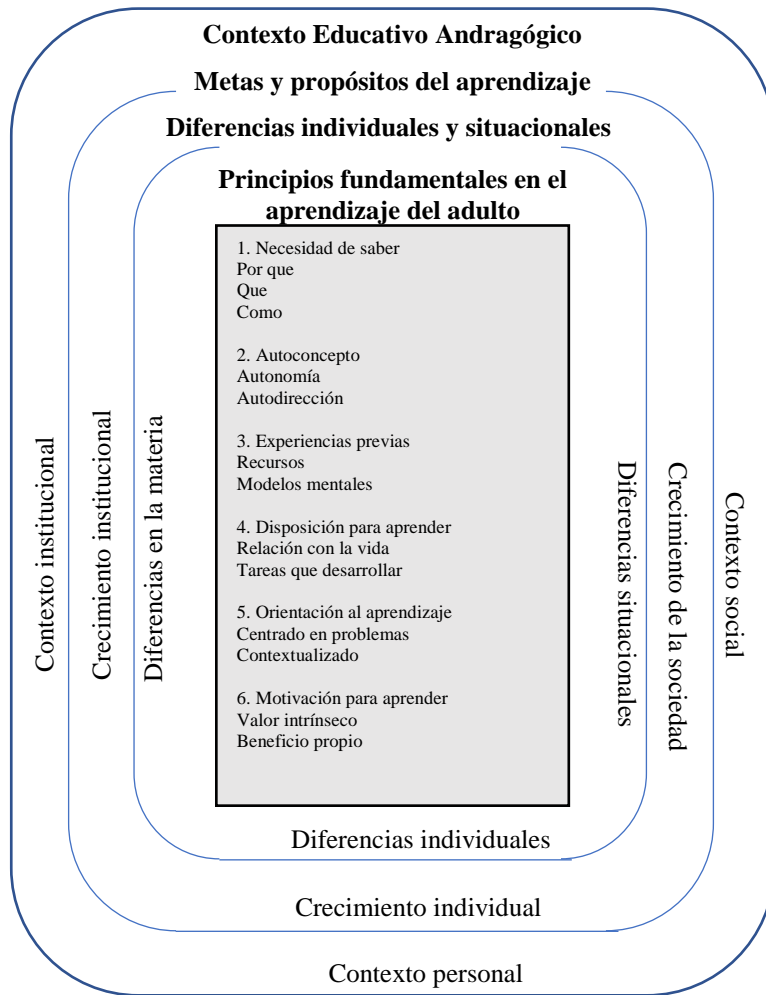 Contexto Educativo Andragógico
Metas y propósitos del aprendizaje
Diferencias individuales y situacionales
Principios fundamentales en el
aprendizaje del adulto
1. Necesidad de saber
Por que
Que
Como
2. Autoconcepto
Autonomía
Autodirección
3. Experiencias previas
Recursos
Modelos mentales
4. Disposición para aprender
Relación con la vida
Tareas que desarrollar
5. Orientación al aprendizaje
Centrado en problemas
Contextualizado
6. Motivación para aprender
Valor intrínseco
Beneficio propio
Contexto institucional
Crecimiento institucional
Diferencias en la materia
Diferencias situacionales
Crecimiento de la sociedad
Contexto social
Diferencias individuales
Crecimiento individual
Contexto personal